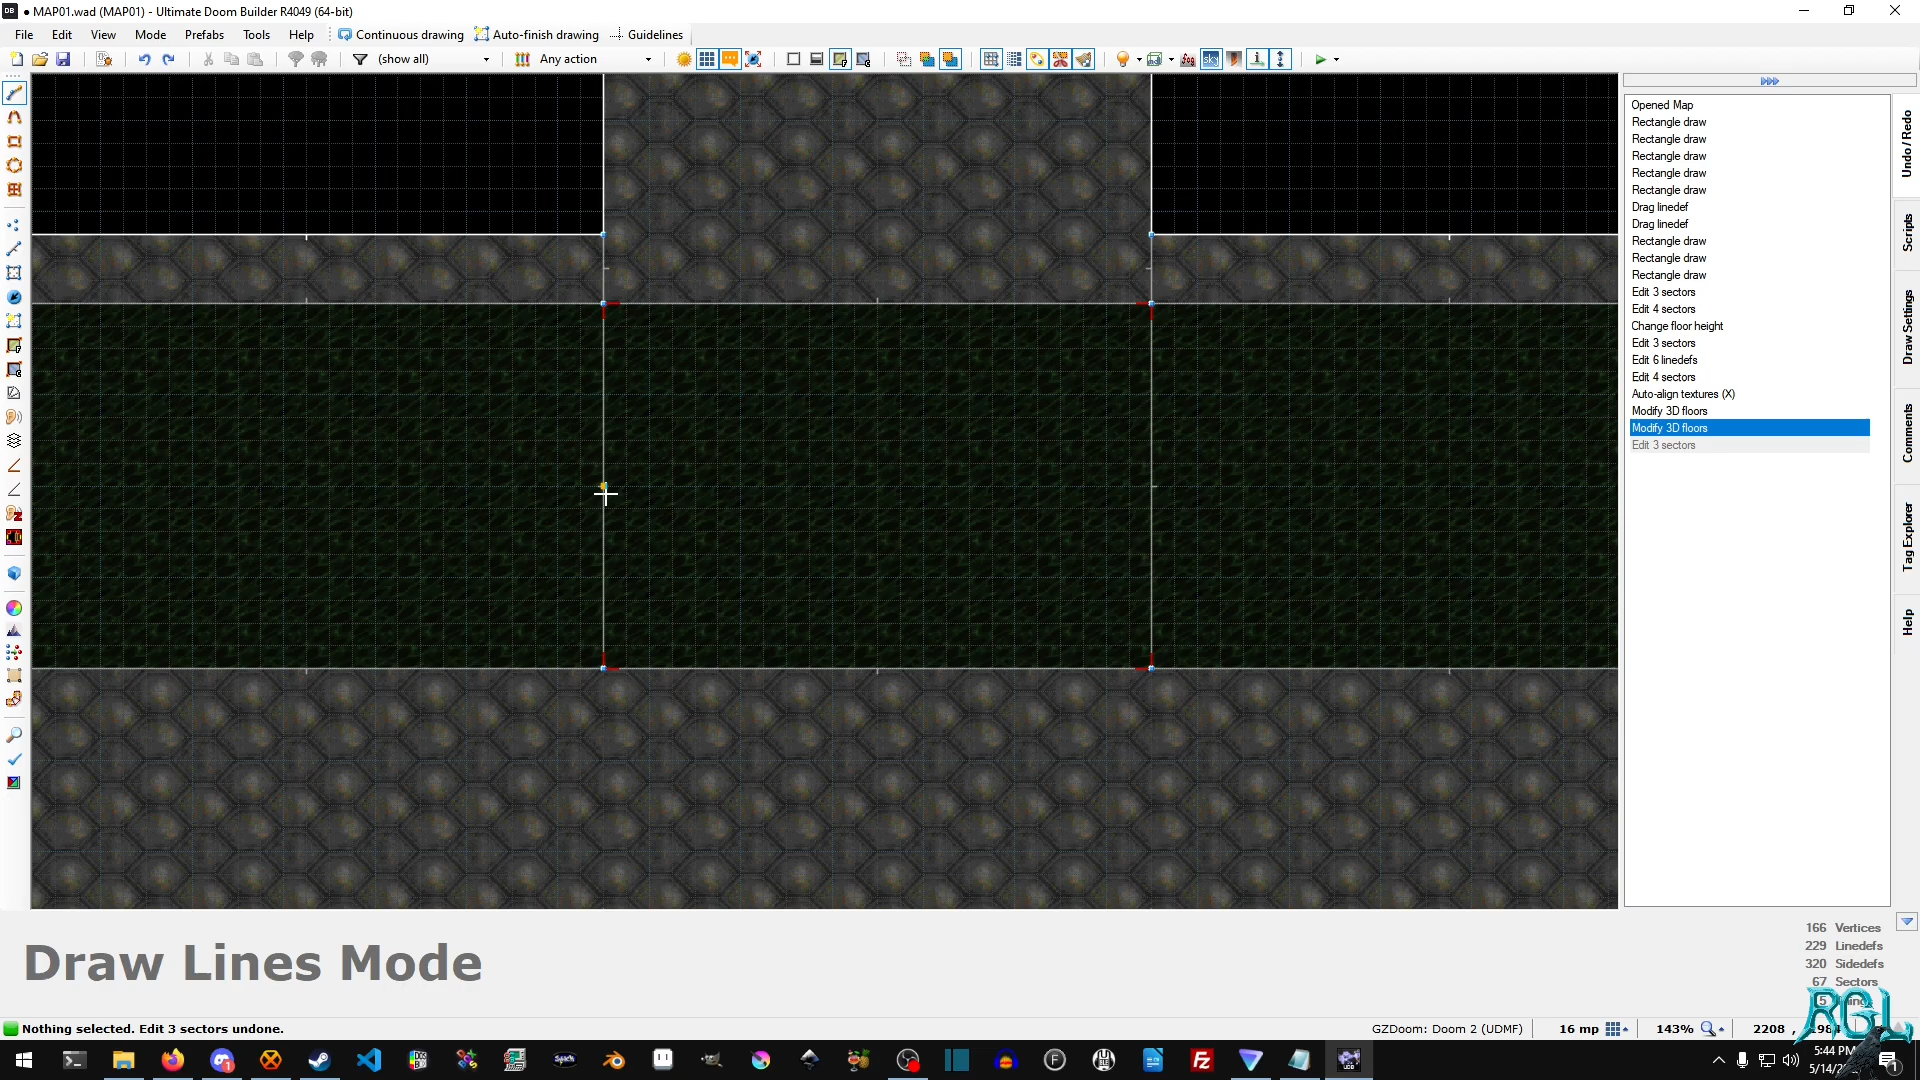 MAP01.wad (MAP01) - Ultimate Doom Builder R4049 (64-bit)
File Edit View Mode Prefabs Tools Help Continuous drawing Auto-finish drawing Guidelines
(show all) Any action
Opened Map
Rectangle draw
Rectangle draw
Rectangle draw
Rectangle draw
Rectangle draw
Drag linedef
Drag linedef
Rectangle draw
Rectangle draw
Rectangle draw
Edit 3 sectors
Edit 4 sectors
Change floor height
Edit 3 sectors
Edit 6 linedefs
Edit 4 sectors
Auto-align textures (X)
Modify 3D floors
Modify 3D floors
Edit 3 sectors
Undo / Redo
Scripts
Draw Settings
Comments
Tag Explorer
Help
Draw Lines Mode
166 Vertices
229 Linedefs
320 Sidedefs
67 Sectors
5
RGL
Nothing selected. Edit 3 sectors undone.
GZDoom: Doom 2 (UDMF) 16 mp 143% 2208 ,
5:44 PM